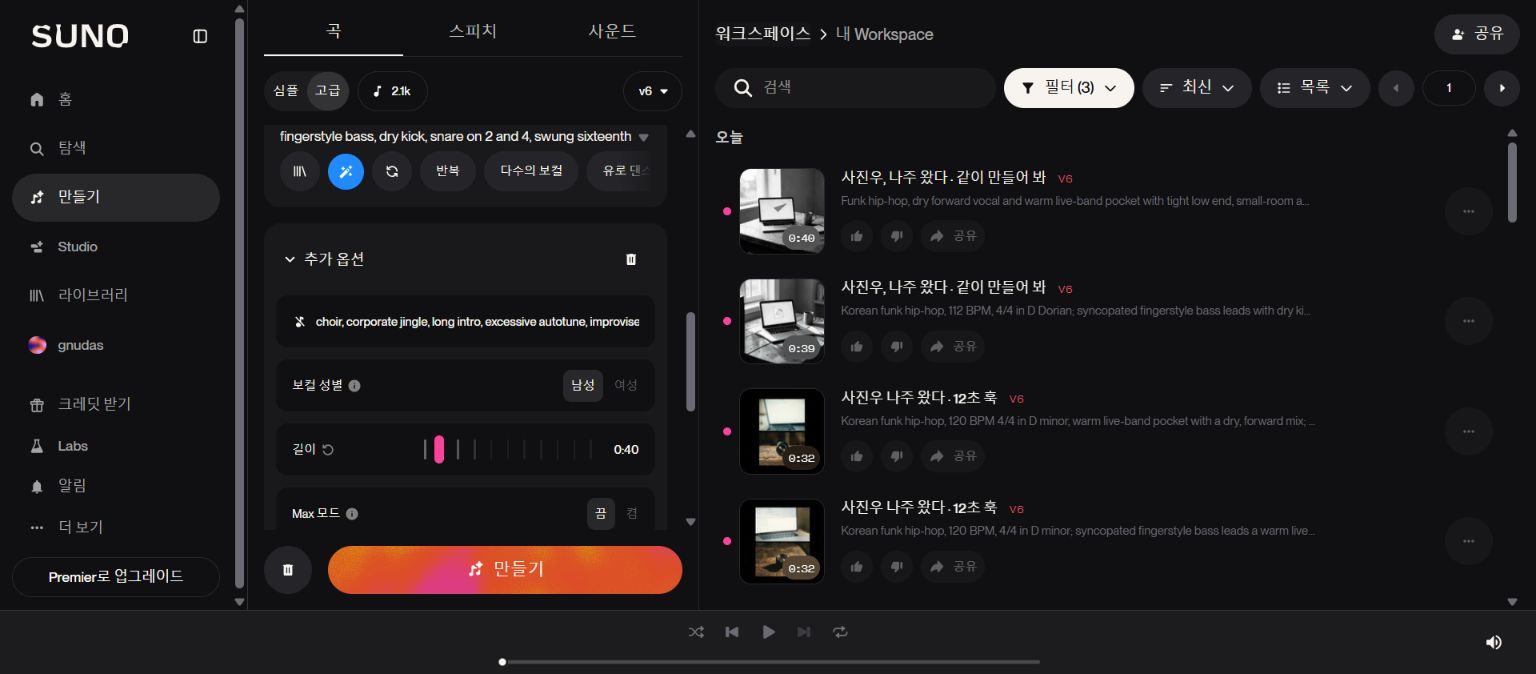 SUNO
홈
탐색
만들기
Studio
라이브러리
gnudas
크레딧 받기
Labs
알림
더 보기
Premier로 업그레이드
곡
스피치
사운드
심플
고급
2.1k
v6
fingerstyle bass, dry kick, snare on 2 and 4, swung sixteenth
반복
다수의 보컬
유로 댄스
추가 옵션
choir, corporate jingle, long intro, excessive autotune, improvise
보컬 성별
남성
여성
길이
0:40
Max 모드
끔
켬
만들기
워크스페이스 > 내 Workspace
공유
검색
필터 (3)
최신
목록
1
오늘
0:40
사진우, 나주 왔다 · 같이 만들어 봐 V6
Funk hip-hop, dry forward vocal and warm live-band pocket with tight low end, small-room a...
공유
0:39
사진우, 나주 왔다 · 같이 만들어 봐 V6
Korean funk hip-hop, 112 BPM, 4/4 in D Dorian; syncopated fingerstyle bass leads with dry ki...
공유
0:32
사진우 나주 왔다 · 12초 훅 V6
Korean funk hip-hop, 120 BPM 4/4 in D minor, warm live-band pocket with a dry, forward mix; ...
공유
0:32
사진우 나주 왔다 · 12초 훅 V6
Korean funk hip-hop, 120 BPM, 4/4 in D minor; syncopated fingerstyle bass leads a warm live...
공유